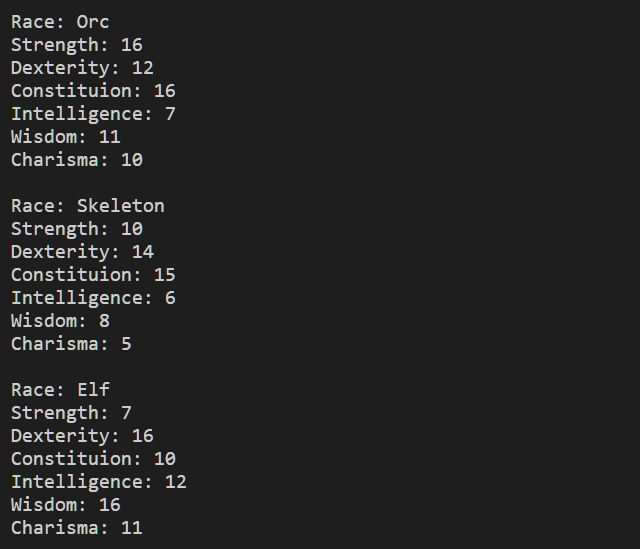 Race: Orc
Strength: 16
Dexterity: 12
Constituion: 16
Intelligence: 7
Wisdom: 11
Charisma: 10

Race: Skeleton
Strength: 10
Dexterity: 14
Constituion: 15
Intelligence: 6
Wisdom: 8
Charisma: 5

Race: Elf
Strength: 7
Dexterity: 16
Constituion: 10
Intelligence: 12
Wisdom: 16
Charisma: 11